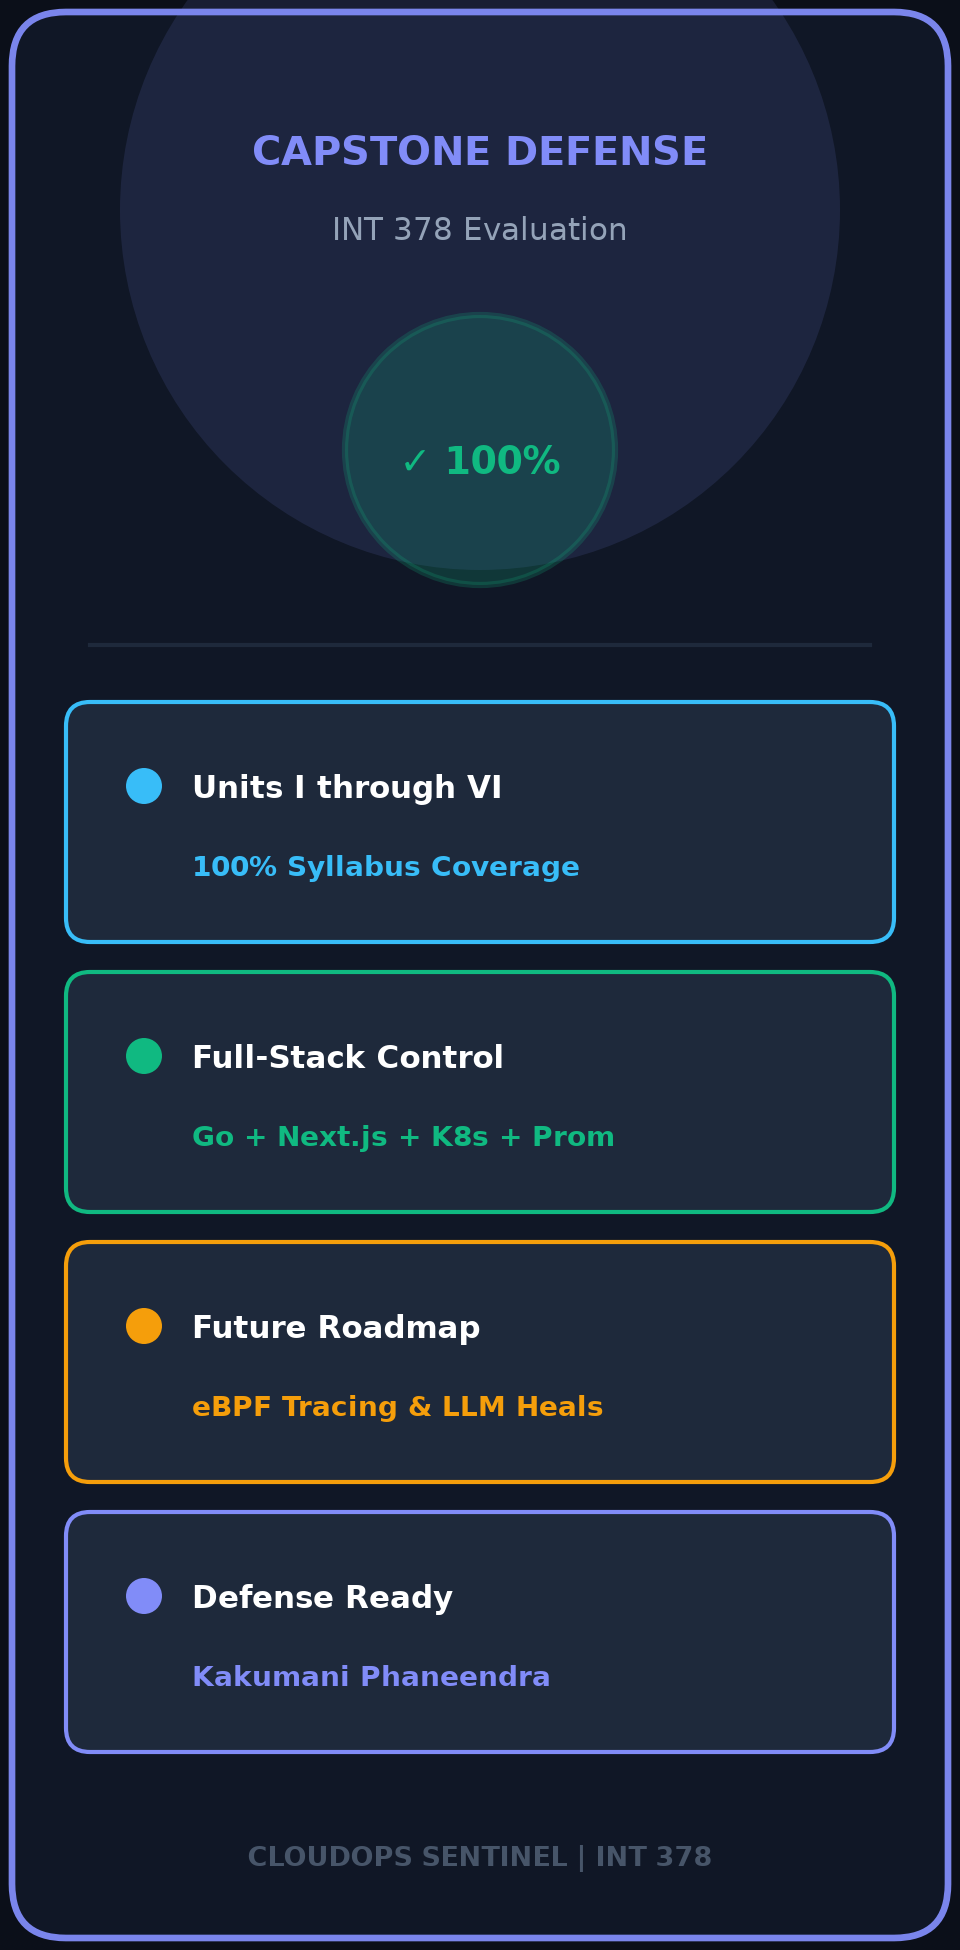 CAPSTONE DEFENSE
INT 378 Evaluation
✓ 100%
Units I through VI
100% Syllabus Coverage
Full-Stack Control
Go + Next.js + K8s + Prom
Future Roadmap
eBPF Tracing & LLM Heals
Defense Ready
Kakumani Phaneendra
CLOUDOPS SENTINEL | INT 378